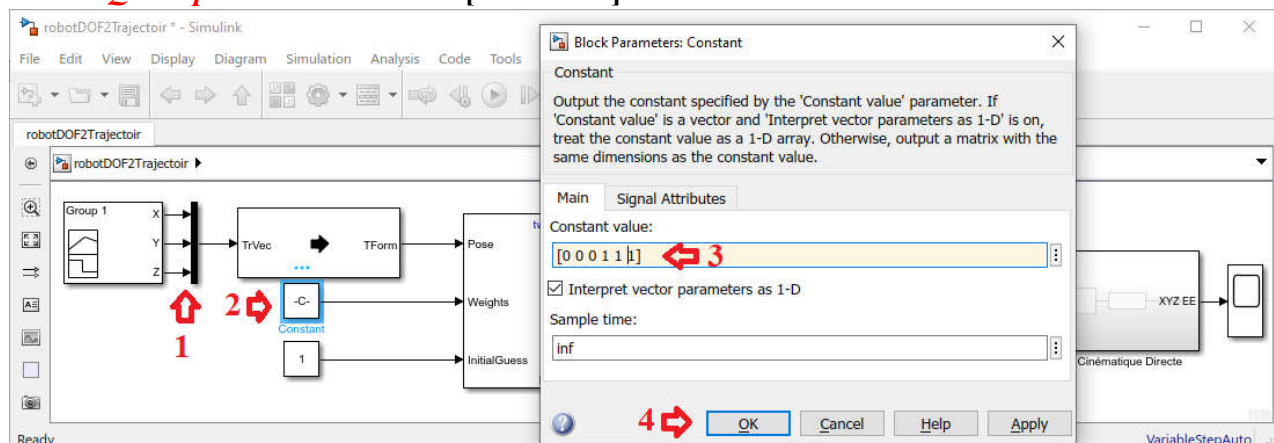 robotDOF2Trajectoir * - Simulink
File Edit View Display Diagram Simulation Analysis Code Tools
robotDOF2Trajectoir
robotDOF2Trajectoir
Group 1
X
Y
Z
TrVec
TForm
Pose
2
-C-
Weights
Constant
1
1
InitialGuess
XYZ EE
Cinématique Directe
Ready
VariableStepAuto
Block Parameters: Constant
Constant
Output the constant specified by the 'Constant value' parameter. If
'Constant value' is a vector and 'Interpret vector parameters as 1-D' is on,
treat the constant value as a 1-D array. Otherwise, output a matrix with the
same dimensions as the constant value.
Main Signal Attributes
Constant value:
[0 0 0 1 1 1]
3
Interpret vector parameters as 1-D
Sample time:
inf
4
OK Cancel Help Apply